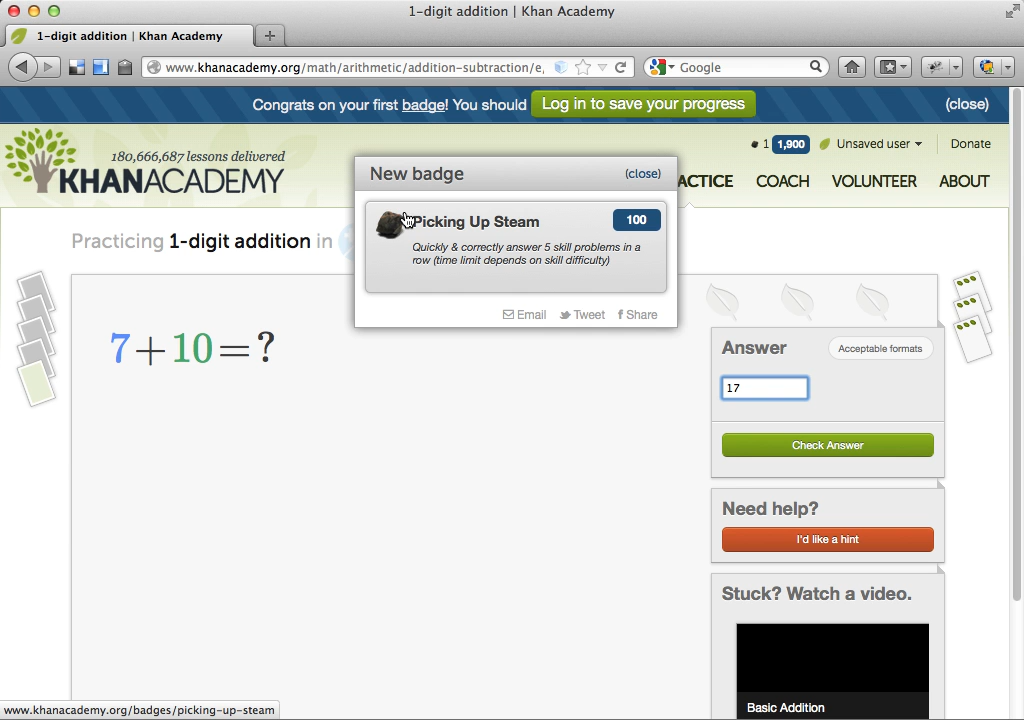 1-digit addition | Khan Academy
1-digit addition | Khan Academy
www.khanacademy.org/math/arithmetic/addition-subtraction/e,
Google
Congrats on your first badge! You should Log in to save your progress (close)
180,666,687 lessons delivered
KHANACADEMY
1 1,900 Unsaved user Donate
ACTICE COACH VOLUNTEER ABOUT
New badge (close)
Picking Up Steam 100
Quickly & correctly answer 5 skill problems in a
row (time limit depends on skill difficulty)
Email Tweet Share
Practicing 1-digit addition in
7+10=?
Answer Acceptable formats
17
Check Answer
Need help?
I'd like a hint
Stuck? Watch a video.
Basic Addition
www.khanacademy.org/badges/picking-up-steam